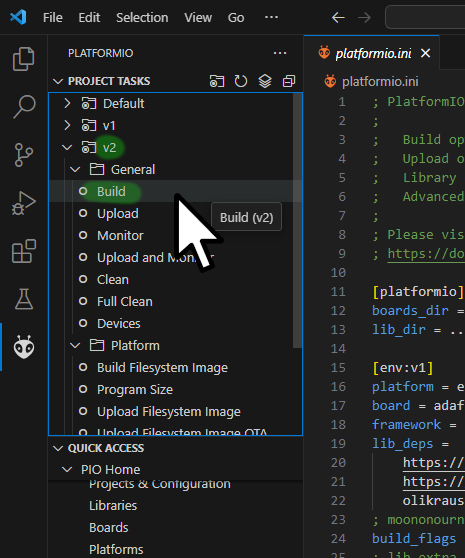 File Edit Selection View Go ···
PLATFORMIO ···
PROJECT TASKS
Default
v1
v2
General
Build
Upload
Monitor
Upload and Mon
Clean
Full Clean
Devices
Platform
Build Filesystem Image
Program Size
Upload Filesystem Image
Upload Filesystem Image OTA
QUICK ACCESS
PIO Home
Projects & Configuration
Libraries
Boards
Platforms
Build (v2)
platformio.ini
platformio.ini
1 ; PlatformIO
2 ;
3 ; Build op
4 ; Upload o
5 ; Library
6 ; Advanced
7 ;
8 ; Please vis
9 ; https://do
10
11 [platformio]
12 boards_dir =
13 lib_dir = ..
14
15 [env:v1]
16 platform = e
17 board = adaf
18 framework =
19 lib_deps =
20 https://
21 https://
22 olikraus
23 ; moononourn
24 build_flags
25 ; lib_extra